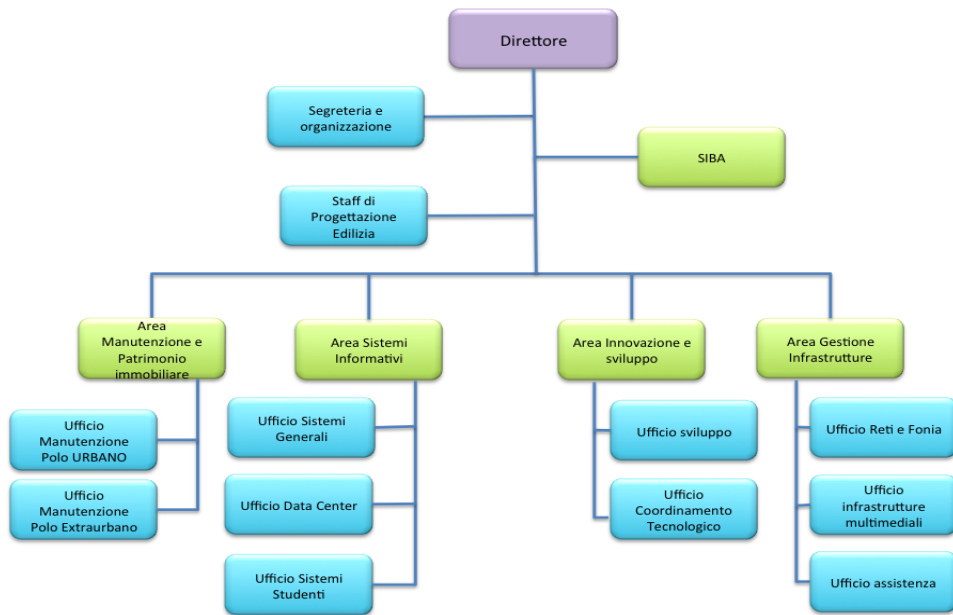 Direttore
Segreteria e
organizzazione
SIBA
Staff di
Progettazione
Edilizia
Area
Manutenzione e
Patrimonio
immobiliare
Area Sistemi
Informativi
Area Innovazione e
sviluppo
Area Gestione
Infrastrutture
Ufficio
Manutenzione
Polo URBANO
Ufficio
Manutenzione
Polo Extraurbano
Ufficio Sistemi
Generali
Ufficio Data Center
Ufficio Sistemi
Studenti
Ufficio sviluppo
Ufficio
Coordinamento
Tecnologico
Ufficio Reti e Fonia
Ufficio
infrastrutture
multimediali
Ufficio assistenza